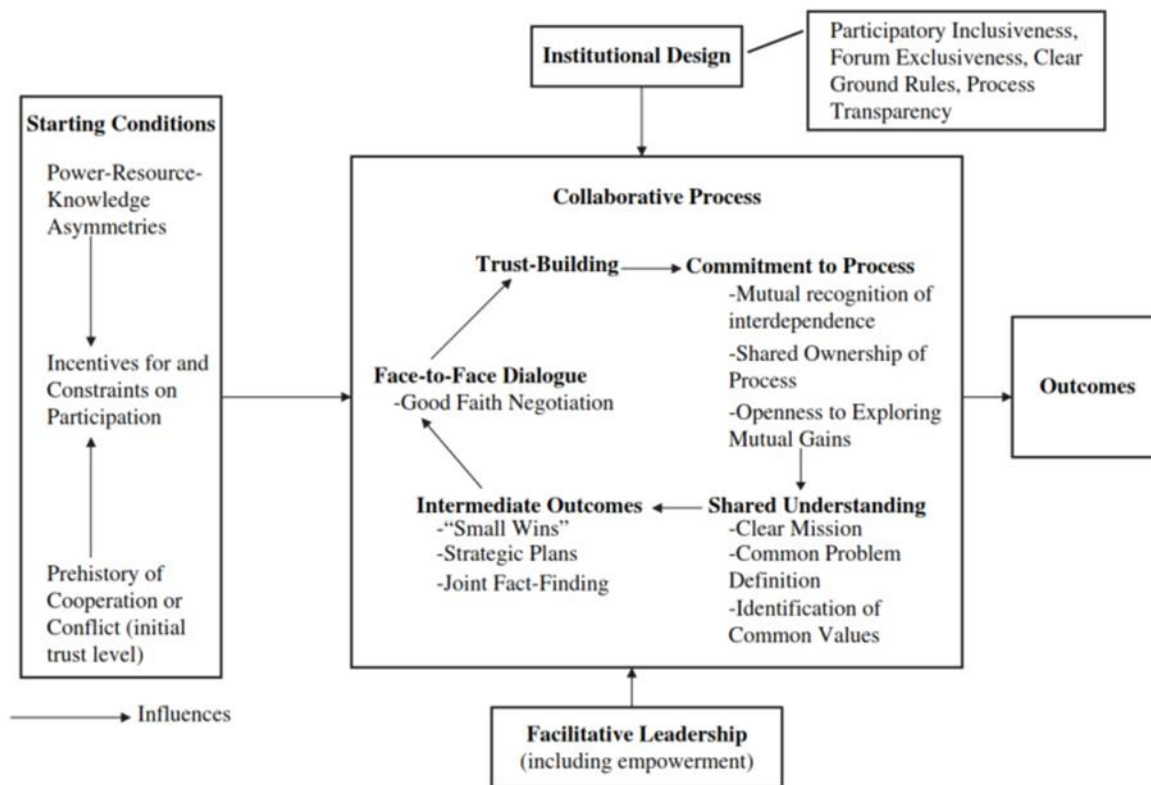 Institutional Design
Participatory Inclusiveness,
Forum Exclusiveness, Clear
Ground Rules, Process
Transparency
Starting Conditions
Power-Resource-
Knowledge
Asymmetries
Incentives for and
Constraints on
Participation
Prehistory of
Cooperation or
Conflict (initial
trust level)
Influences
Collaborative Process
Trust-Building
Commitment to Process
-Mutual recognition of
interdependence
-Shared Ownership of
Process
-Openness to Exploring
Mutual Gains
Face-to-Face Dialogue
-Good Faith Negotiation
Intermediate Outcomes
-“Small Wins”
-Strategic Plans
-Joint Fact-Finding
Shared Understanding
-Clear Mission
-Common Problem
Definition
-Identification of
Common Values
Outcomes
Facilitative Leadership
(including empowerment)